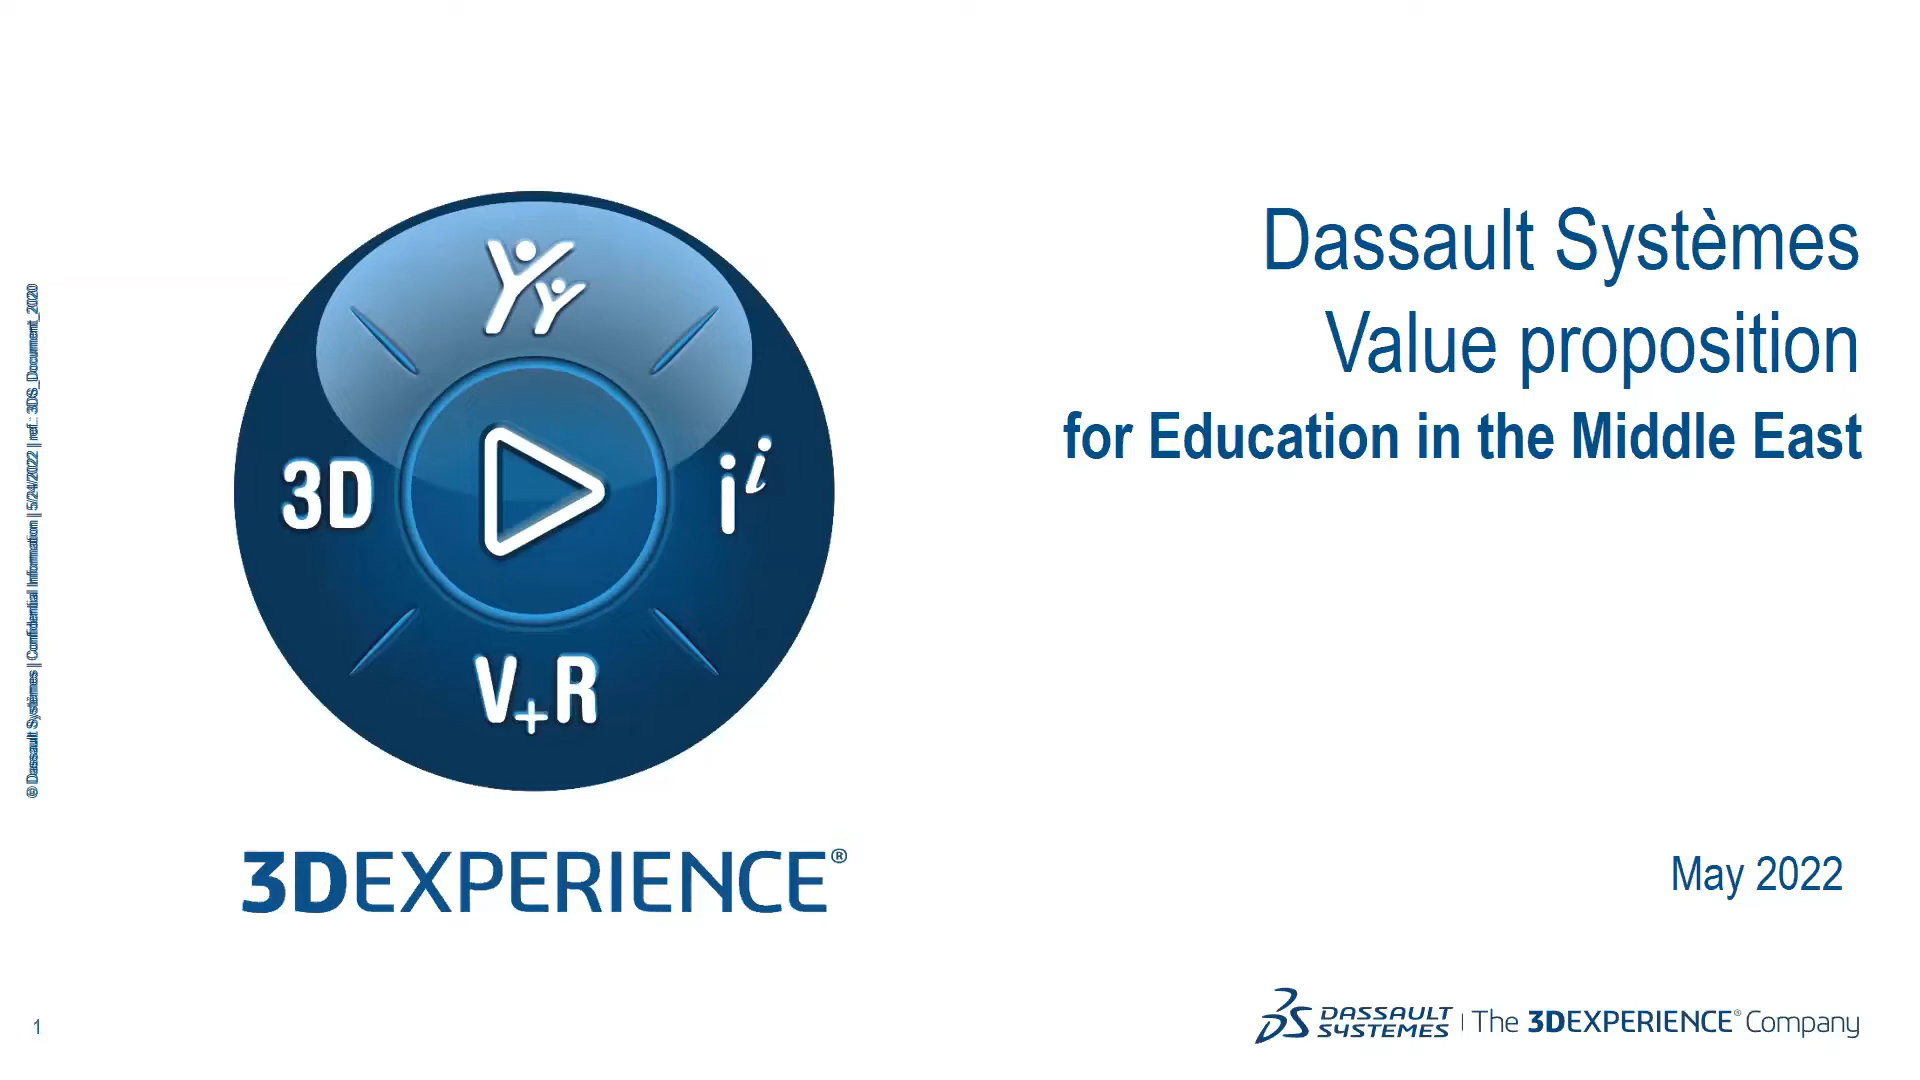 Dassault Systèmes
Value proposition
for Education in the Middle East
3D
i i
V+R
3DEXPERIENCE®
May 2022
© Dassault Systèmes | Confidential Information | 5/24/2022 | ref.: 3DS_Document_2020
1
3DS DASSAULT SYSTEMES | The 3DEXPERIENCE® Company